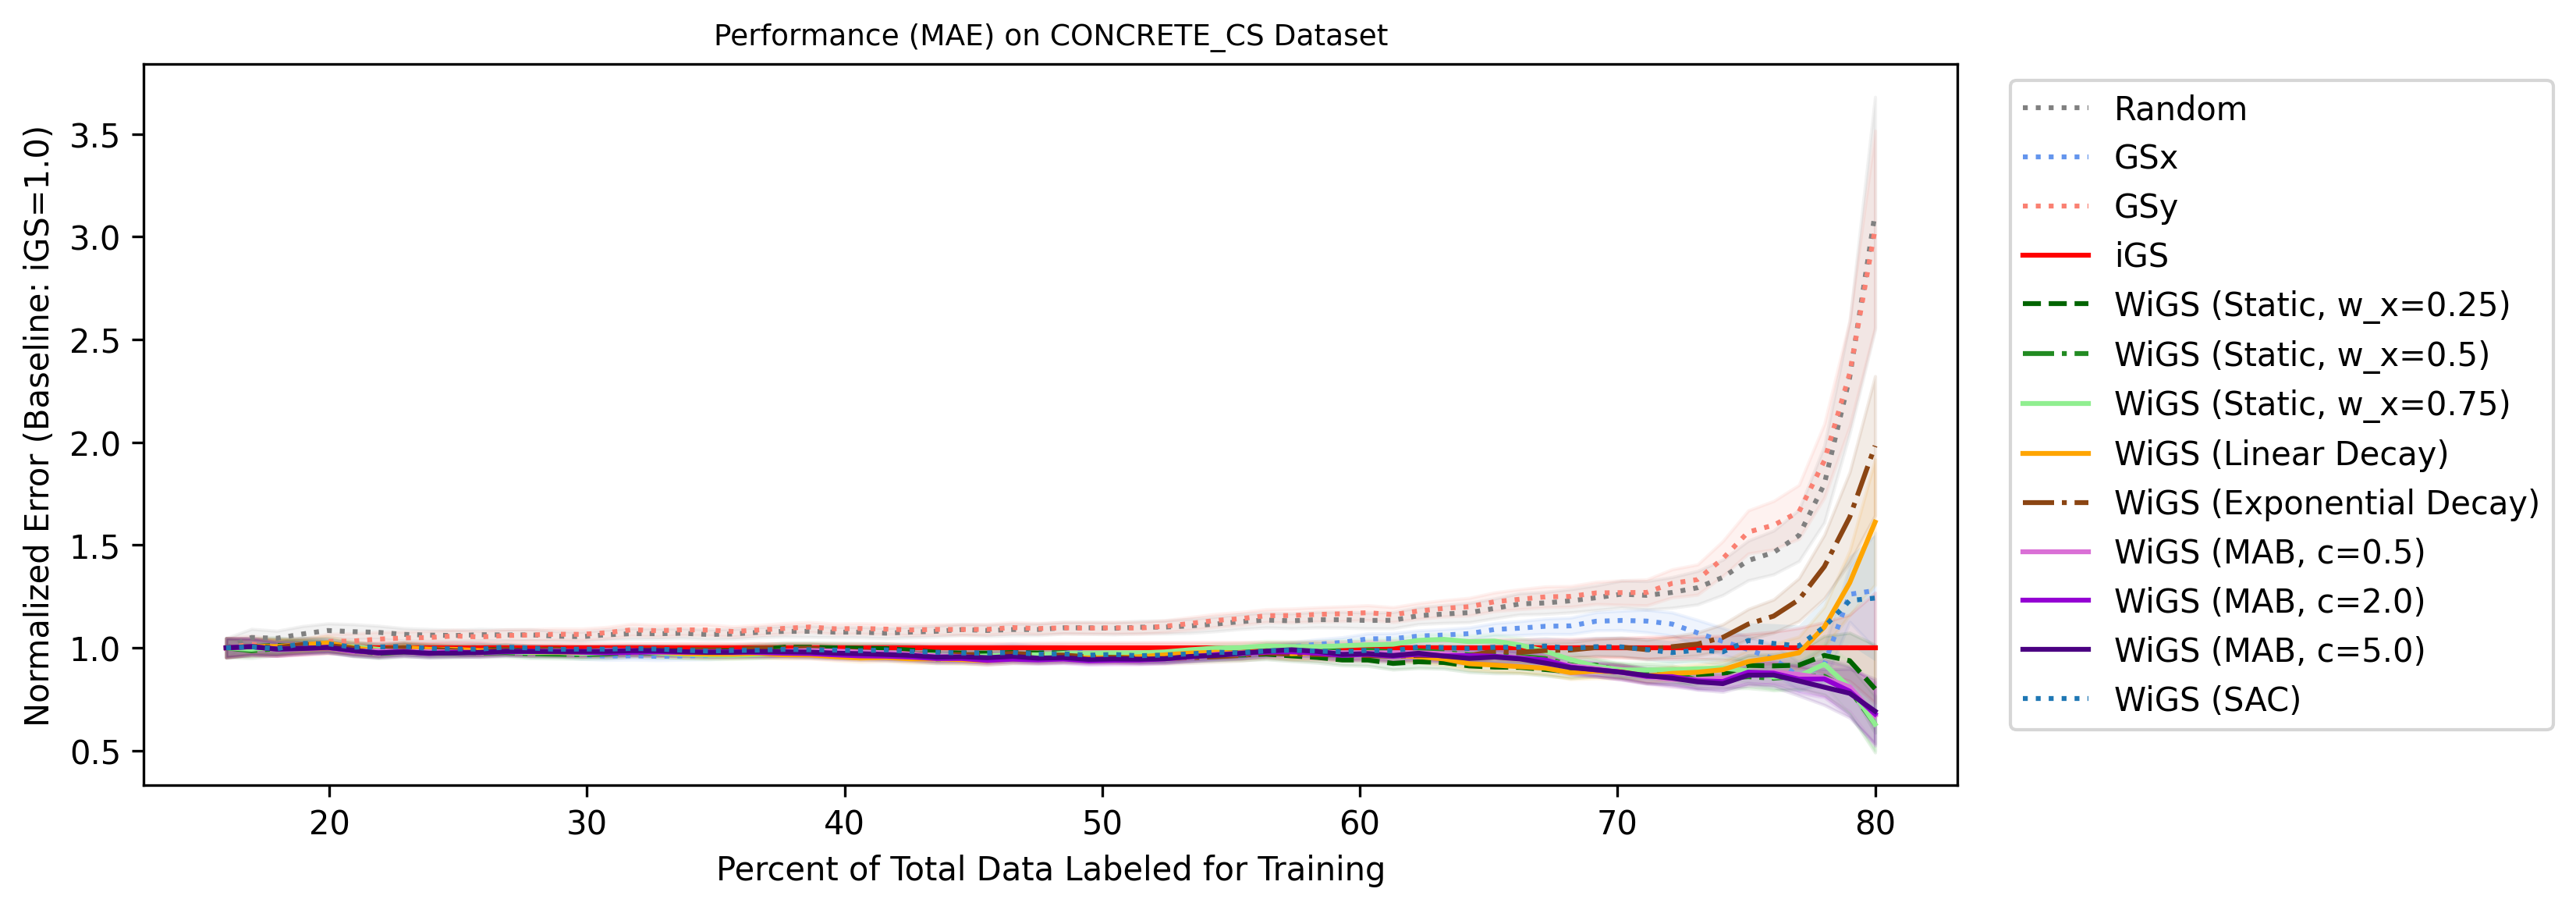 Performance (MAE) on CONCRETE_CS Dataset
Normalized Error (Baseline: iGS=1.0)
3.5
3.0
2.5
2.0
1.5
1.0
0.5
20
30
40
50
60
70
80
Percent of Total Data Labeled for Training
Random
GSx
GSy
iGS
WiGS (Static, w_x=0.25)
WiGS (Static, w_x=0.5)
WiGS (Static, w_x=0.75)
WiGS (Linear Decay)
WiGS (Exponential Decay)
WiGS (MAB, c=0.5)
WiGS (MAB, c=2.0)
WiGS (MAB, c=5.0)
WiGS (SAC)